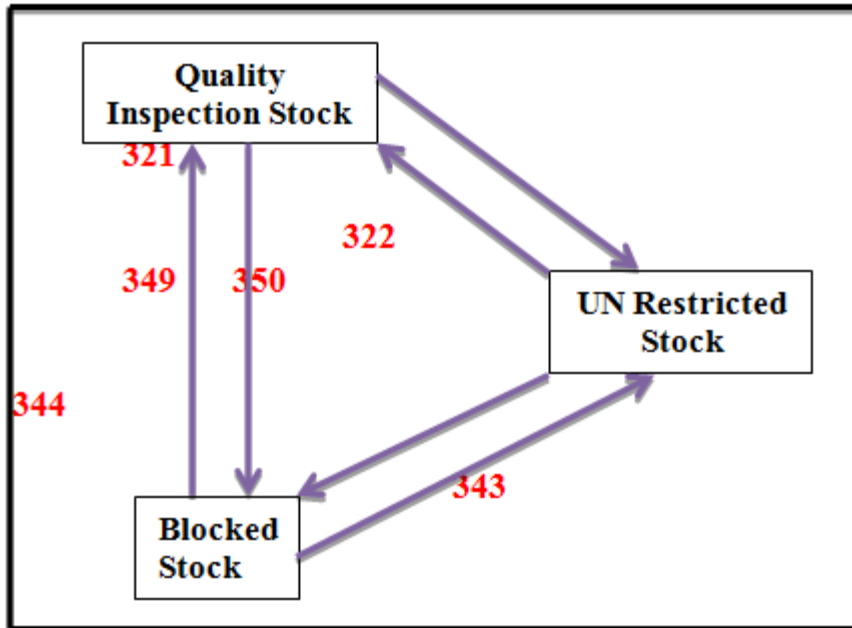 Quality
Inspection Stock
321
322
349
350
UN Restricted
Stock
344
343
Blocked
Stock